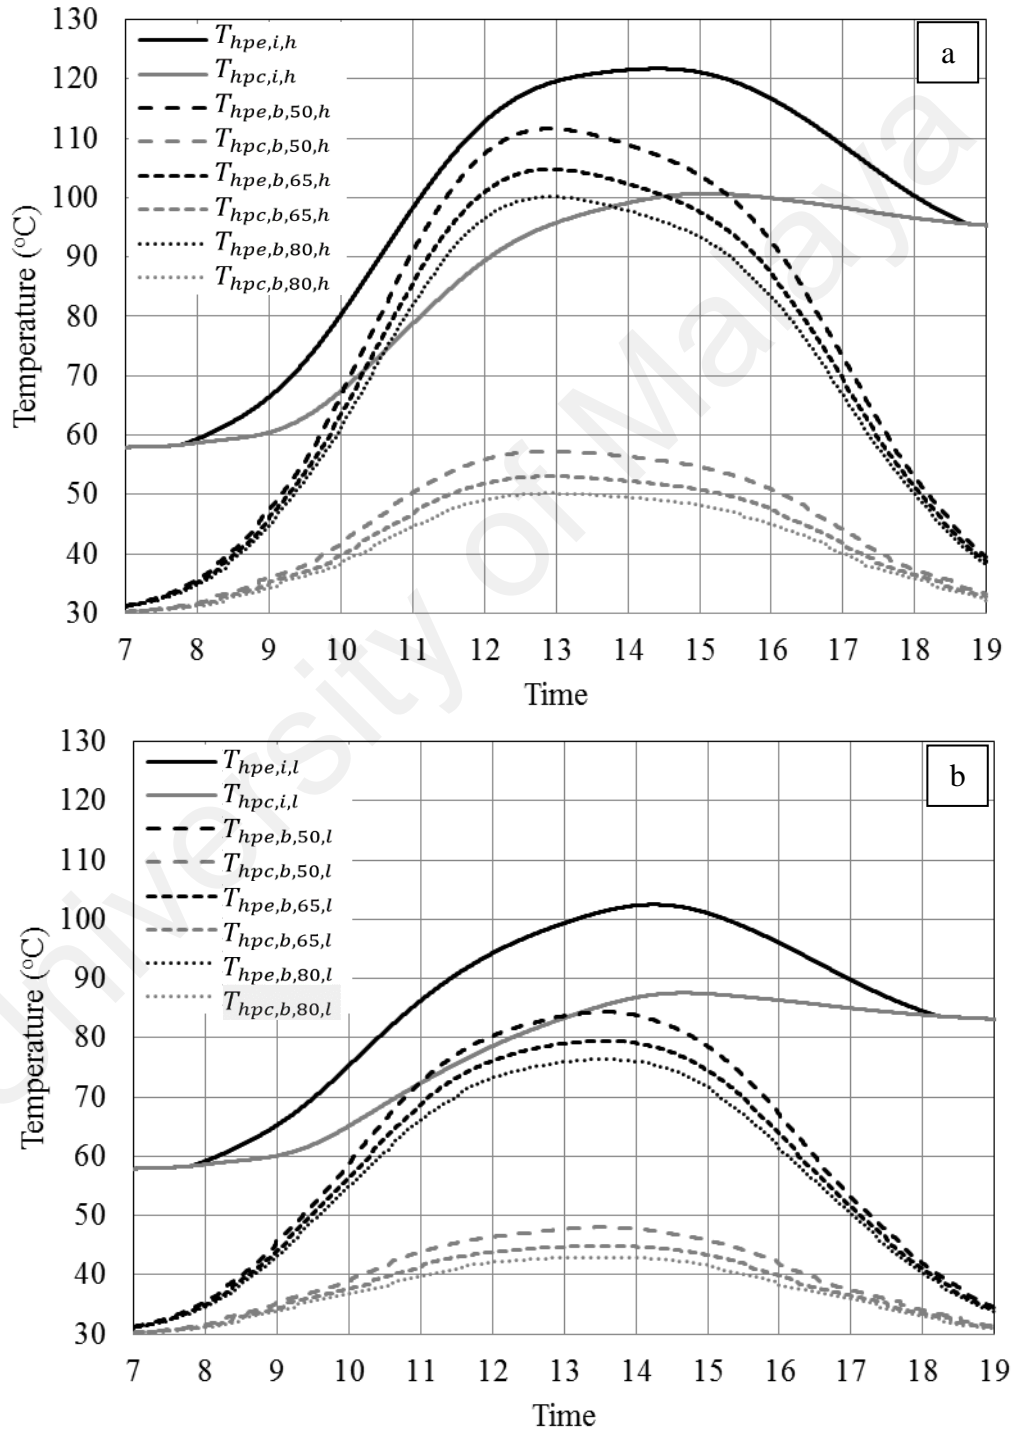 130
120
110
100
90
80
70
60
50
40
30
Temperature (°C)
T_{hpe,i,h}
T_{hpc,i,h}
T_{hpe,b,50,h}
T_{hpc,b,50,h}
T_{hpe,b,65,h}
T_{hpc,b,65,h}
T_{hpe,b,80,h}
T_{hpc,b,80,h}
a
7 8 9 10 11 12 13 14 15 16 17 18 19
Time
130
120
110
100
90
80
70
60
50
40
30
Temperature (°C)
T_{hpe,i,l}
T_{hpc,i,l}
T_{hpe,b,50,l}
T_{hpc,b,50,l}
T_{hpe,b,65,l}
T_{hpc,b,65,l}
T_{hpe,b,80,l}
T_{hpc,b,80,l}
b
7 8 9 10 11 12 13 14 15 16 17 18 19
Time
University of Malaya